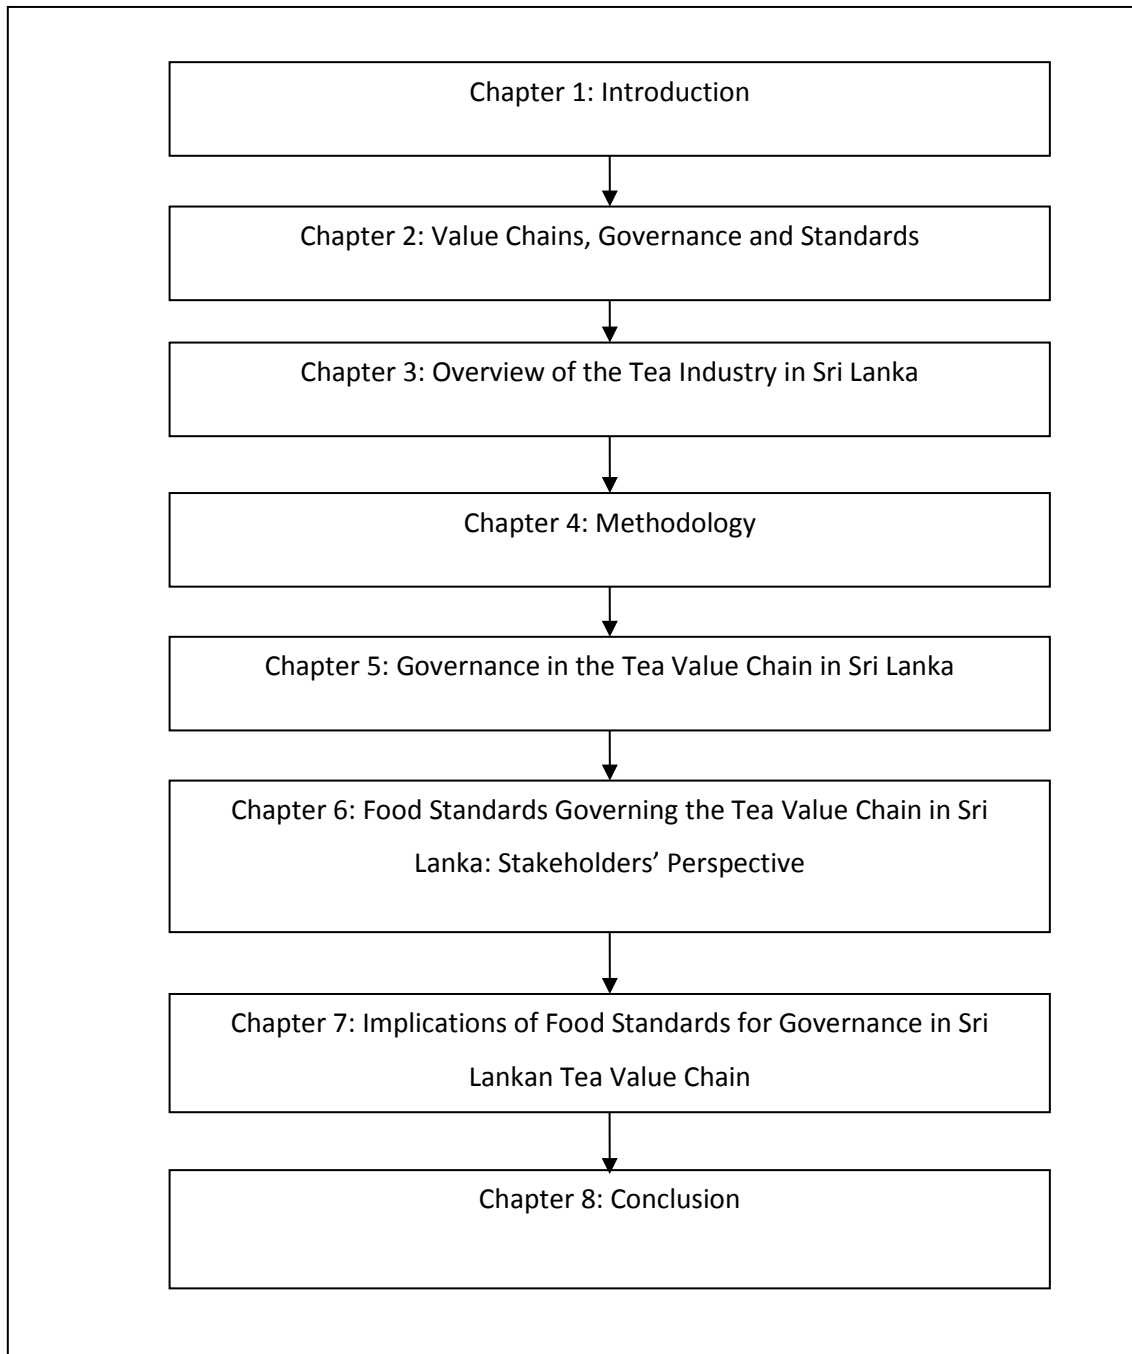 Chapter 1: Introduction
Chapter 2: Value Chains, Governance and Standards
Chapter 3: Overview of the Tea Industry in Sri Lanka
Chapter 4: Methodology
Chapter 5: Governance in the Tea Value Chain in Sri Lanka
Chapter 6: Food Standards Governing the Tea Value Chain in Sri
Lanka: Stakeholders’ Perspective
Chapter 7: Implications of Food Standards for Governance in Sri
Lankan Tea Value Chain
Chapter 8: Conclusion